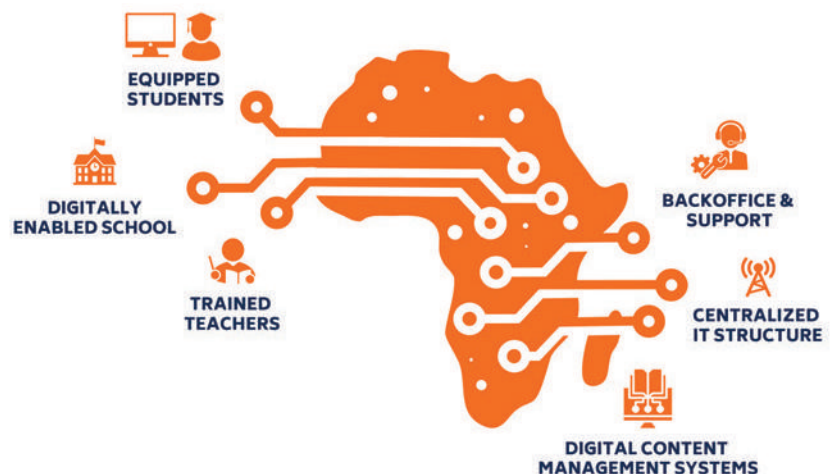 EQUIPPED
STUDENTS
DIGITALLY
ENABLED SCHOOL
TRAINED
TEACHERS
BACKOFFICE &
SUPPORT
CENTRALIZED
IT STRUCTURE
DIGITAL CONTENT
MANAGEMENT SYSTEMS